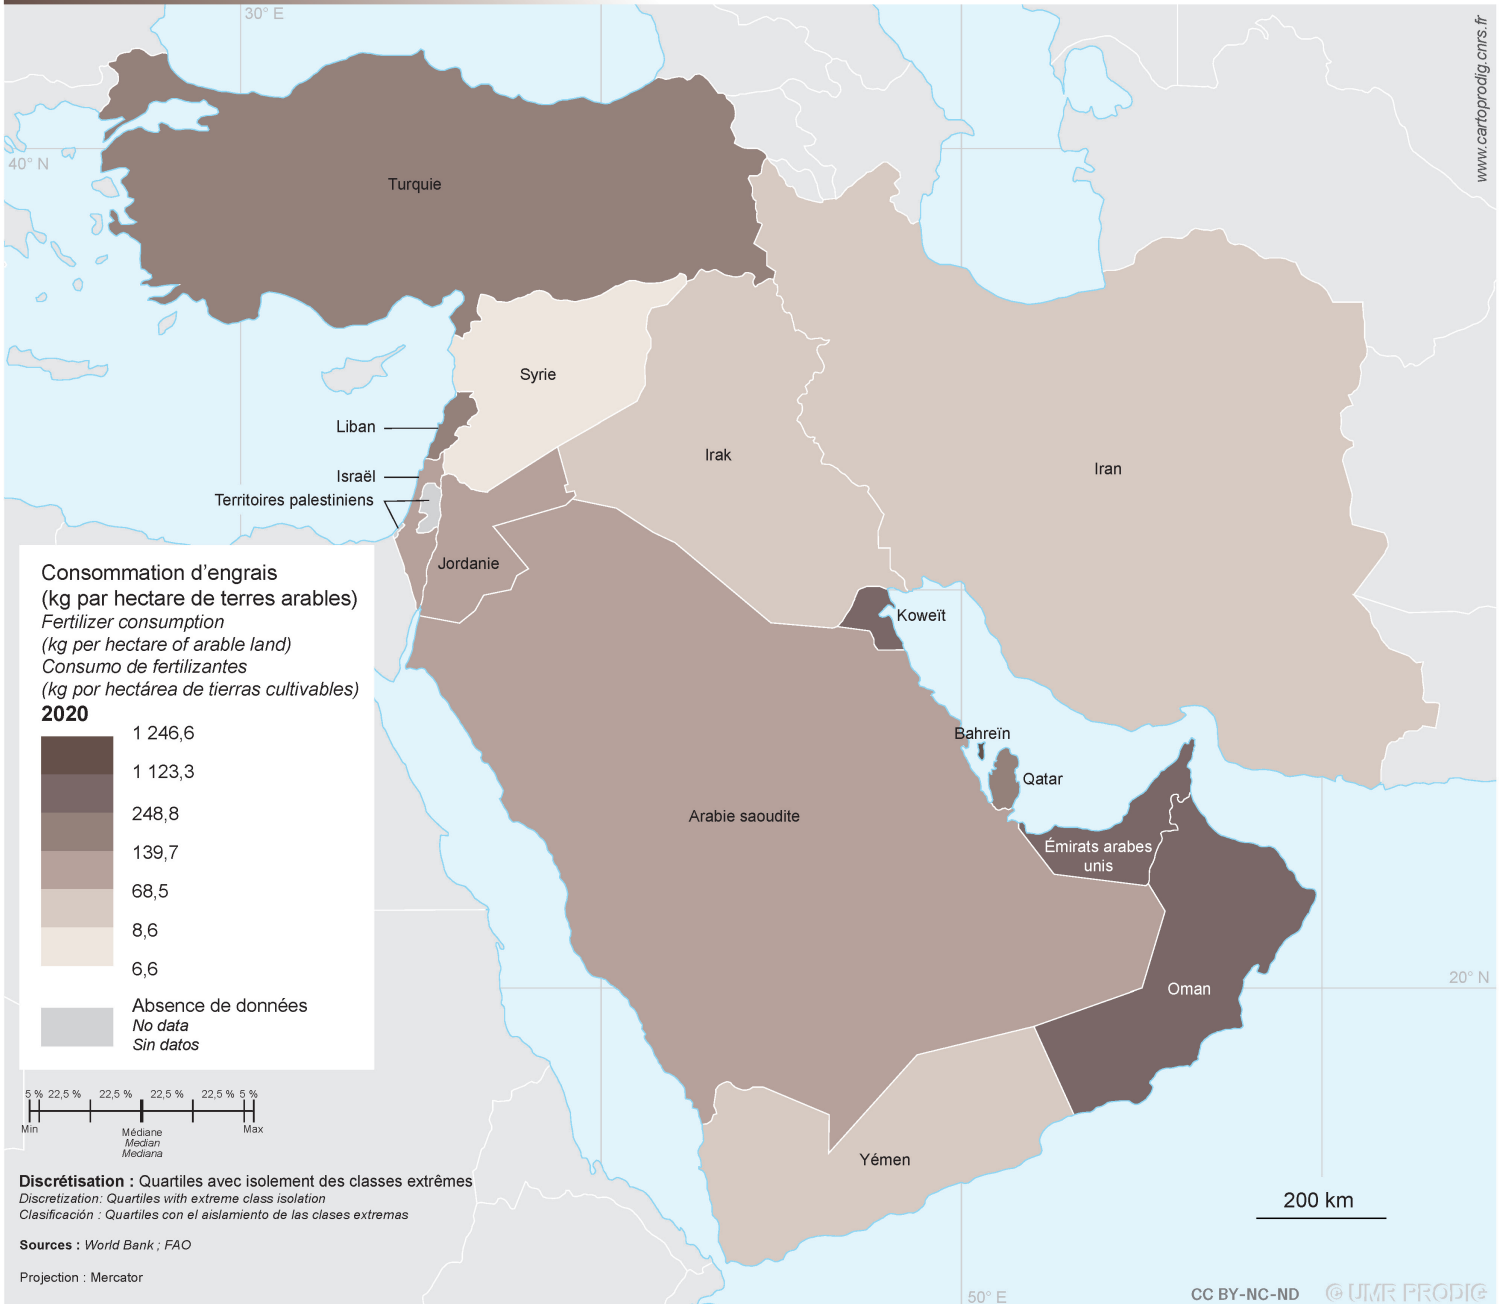 30° E
www.cartoprodig.cnrs.fr
40° N
Turquie
Syrie
Liban
Irak
Iran
Israël
Territoires palestiniens
Jordanie
Koweït
Bahreïn
Qatar
Arabie saoudite
Émirats arabes
unis
Oman
20° N
Yémen
Consommation d'engrais
(kg par hectare de terres arables)
Fertilizer consumption
(kg per hectare of arable land)
Consumo de fertilizantes
(kg por hectárea de tierras cultivables)
2020
1 246,6
1 123,3
248,8
139,7
68,5
8,6
6,6
Absence de données
No data
Sin datos
5 % 22,5 % 22,5 % 22,5 % 22,5 % 5 %
Min Max
Médiane
Median
Mediana
Discrétisation : Quartiles avec isolement des classes extrêmes
Discretization: Quartiles with extreme class isolation
Clasificación : Quartiles con el aislamiento de las clases extremas
Sources : World Bank ; FAO
Projection : Mercator
200 km
50° E
CC BY-NC-ND © UMR PRODIG